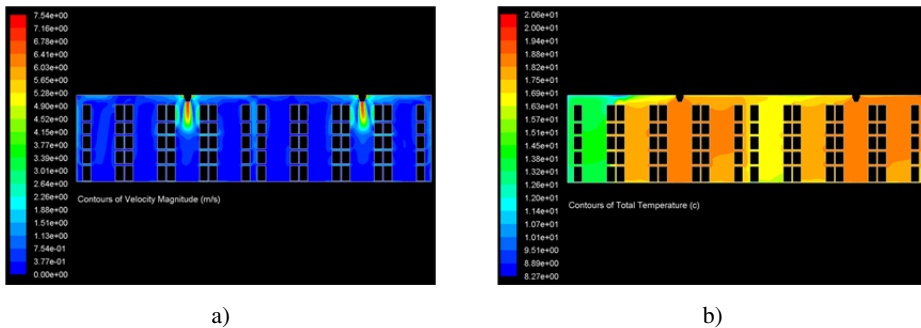 7.54e+00
7.16e+00
6.78e+00
6.41e+00
6.03e+00
5.65e+00
5.28e+00
4.90e+00
4.52e+00
4.15e+00
3.77e+00
3.39e+00
3.01e+00
2.64e+00
2.26e+00
1.88e+00
1.51e+00
1.13e+00
7.54e-01
3.77e-01
0.00e+00
Contours of Velocity Magnitude (m/s)
a)
2.06e+01
2.00e+01
1.94e+01
1.88e+01
1.82e+01
1.75e+01
1.69e+01
1.63e+01
1.57e+01
1.51e+01
1.45e+01
1.38e+01
1.32e+01
1.26e+01
1.20e+01
1.14e+01
1.07e+01
1.01e+01
9.51e+00
8.89e+00
8.27e+00
Contours of Total Temperature (c)
b)